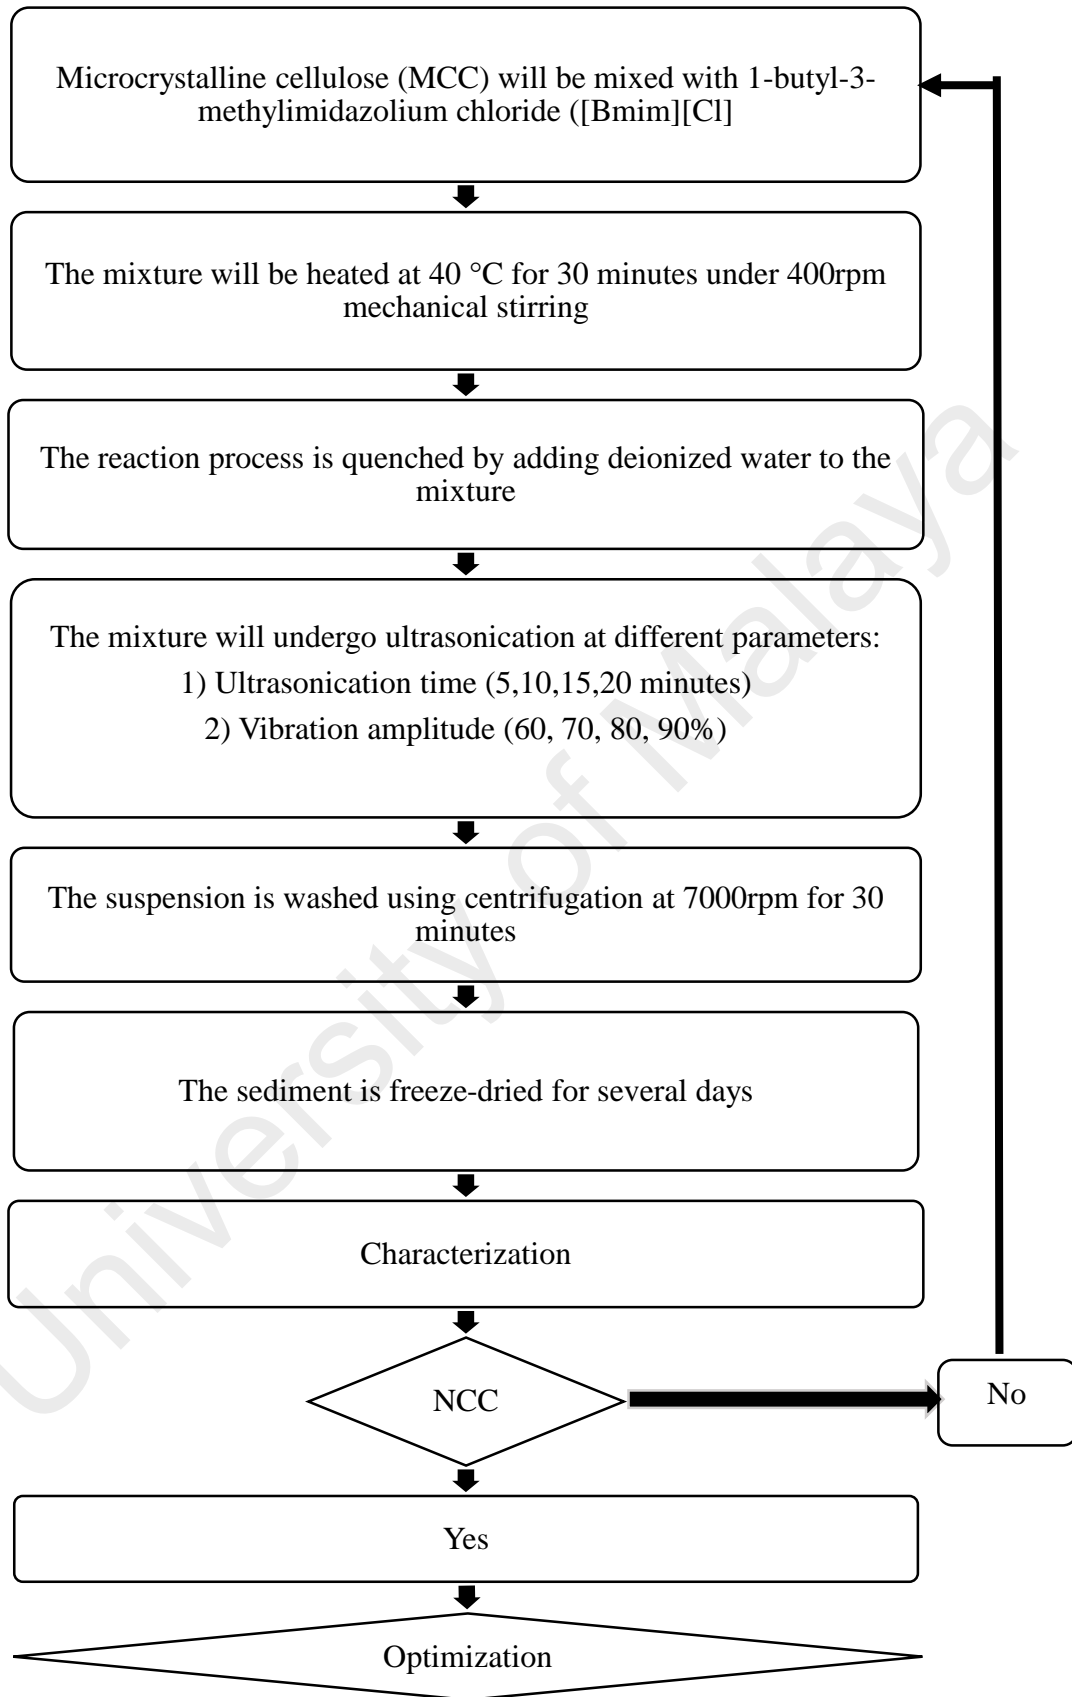 Microcrystalline cellulose (MCC) will be mixed with 1-butyl-3-
methylimidazolium chloride ([Bmim][Cl]
The mixture will be heated at 40 °C for 30 minutes under 400rpm
mechanical stirring
The reaction process is quenched by adding deionized water to the
mixture
The mixture will undergo ultrasonication at different parameters:
1) Ultrasonication time (5,10,15,20 minutes)
2) Vibration amplitude (60, 70, 80, 90%)
The suspension is washed using centrifugation at 7000rpm for 30
minutes
The sediment is freeze-dried for several days
Characterization
NCC
No
Yes
Optimization
University of Malaya